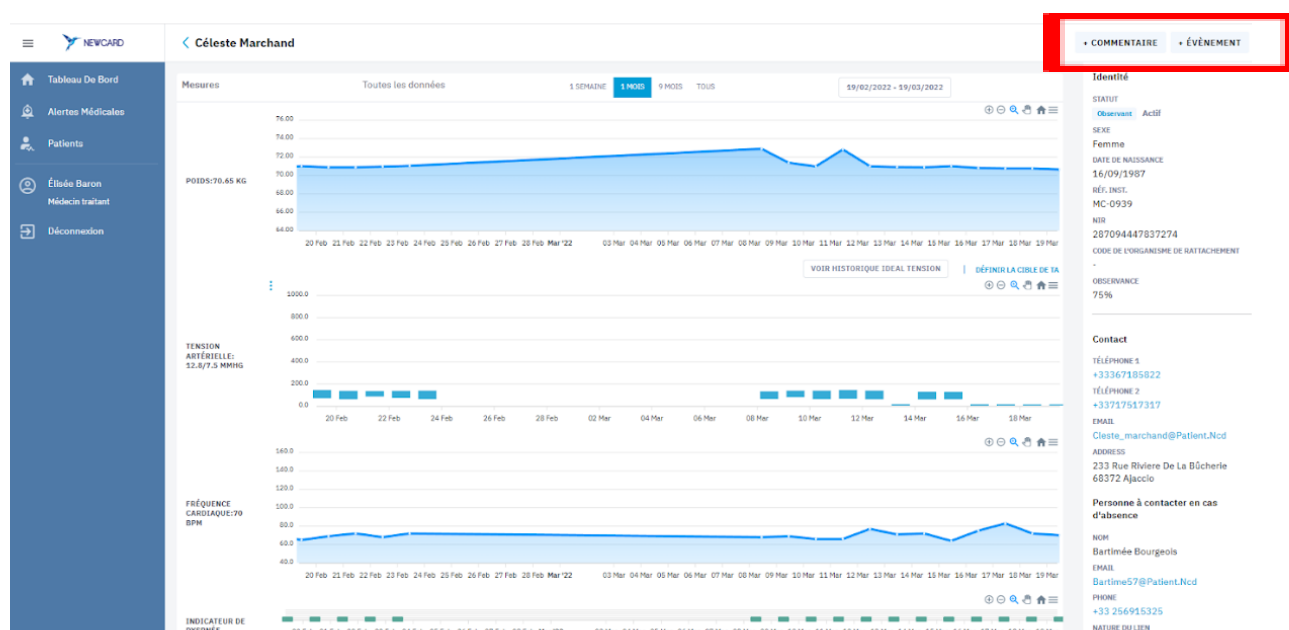 NEWCARD
Céleste Marchand
+ COMMENTAIRE
+ ÉVÈNEMENT
Tableau De Bord
Alertes Médicales
Patients
Élisée Baron
Médecin traitant
Déconnexion
Mesures
Toutes les données
1 SEMAINE
1 MOIS
9 MOIS
TOUS
19/02/2022 - 19/03/2022
POIDS:70.65 KG
76.00
74.00
72.00
70.00
68.00
66.00
64.00
20 Feb 21 Feb 22 Feb 23 Feb 24 Feb 25 Feb 26 Feb 27 Feb 28 Feb Mar '22 03 Mar 04 Mar 05 Mar 06 Mar 07 Mar 08 Mar 09 Mar 10 Mar 11 Mar 12 Mar 13 Mar 14 Mar 15 Mar 16 Mar 17 Mar 18 Mar 19 Mar
VOIR HISTORIQUE IDEAL TENSION
| DÉFINIR LA CIBLE DE TA
TENSION
ARTÉRIELLE:
12.8/7.5 MMHG
1000.0
800.0
600.0
400.0
200.0
0.0
20 Feb 22 Feb 24 Feb 26 Feb 28 Feb 02 Mar 04 Mar 06 Mar 08 Mar 10 Mar 12 Mar 14 Mar 16 Mar 18 Mar
FRÉQUENCE
CARDIAQUE:70
BPM
160.0
140.0
120.0
100.0
80.0
60.0
40.0
20 Feb 21 Feb 22 Feb 23 Feb 24 Feb 25 Feb 26 Feb 27 Feb 28 Feb Mar '22 03 Mar 04 Mar 05 Mar 06 Mar 07 Mar 08 Mar 09 Mar 10 Mar 11 Mar 12 Mar 13 Mar 14 Mar 15 Mar 16 Mar 17 Mar 18 Mar 19 Mar
INDICATEUR DE
Identité
STATUT
Observant Actif
SEXE
Femme
DATE DE NAISSANCE
16/09/1987
RÉF. INST.
MC-0939
NIR
287094447837274
CODE DE L'ORGANISME DE RATTACHEMENT
-
OBSERVANCE
75%
Contact
TÉLÉPHONE 1
+33367185822
TÉLÉPHONE 2
+33717517317
EMAIL
Cleste_marchand@Patient.Ncd
ADDRESS
233 Rue Riviere De La Bûcherie
68372 Ajaccio
Personne à contacter en cas
d'absence
NOM
Bartimée Bourgeois
EMAIL
Bartime57@Patient.Ncd
PHONE
+33 256915325
NATURE DU LIEN